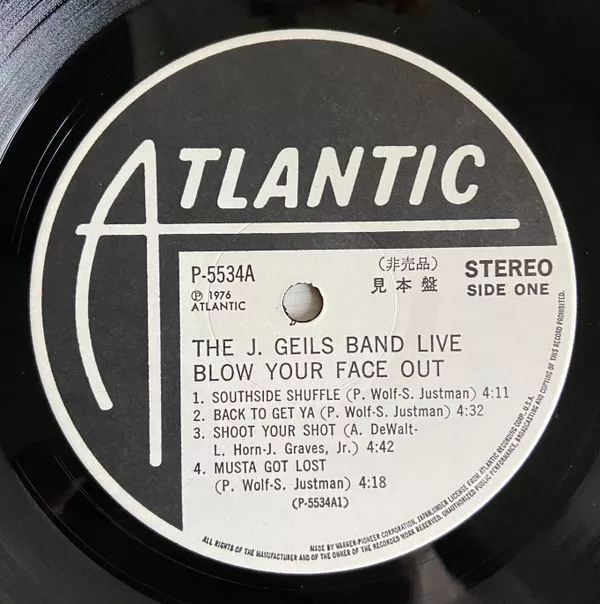 ATLANTIC
P-5534A
(非売品)
STEREO
Ⓟ 1976
見本盤
SIDE ONE
ATLANTIC
THE J. GEILS BAND LIVE
BLOW YOUR FACE OUT
1. SOUTHSIDE SHUFFLE (P. Wolf-S. Justman) 4:11
2. BACK TO GET YA (P. Wolf-S. Justman) 4:32
3. SHOOT YOUR SHOT (A. DeWalt-
L. Horn-J. Graves, Jr.) 4:42
4. MUSTA GOT LOST
(P. Wolf-S. Justman) 4:18
(P-5534A1)
MADE BY WARNER-PIONEER CORPORATION, JAPAN, UNDER LICENSE FROM ATLANTIC RECORDING CORP., U.S.A.
ALL RIGHTS OF THE MANUFACTURER AND OF THE OWNER OF THE RECORDED WORK RESERVED. UNAUTHORIZED PUBLIC PERFORMANCE, BROADCASTING AND COPYING OF THIS RECORD PROHIBITED.